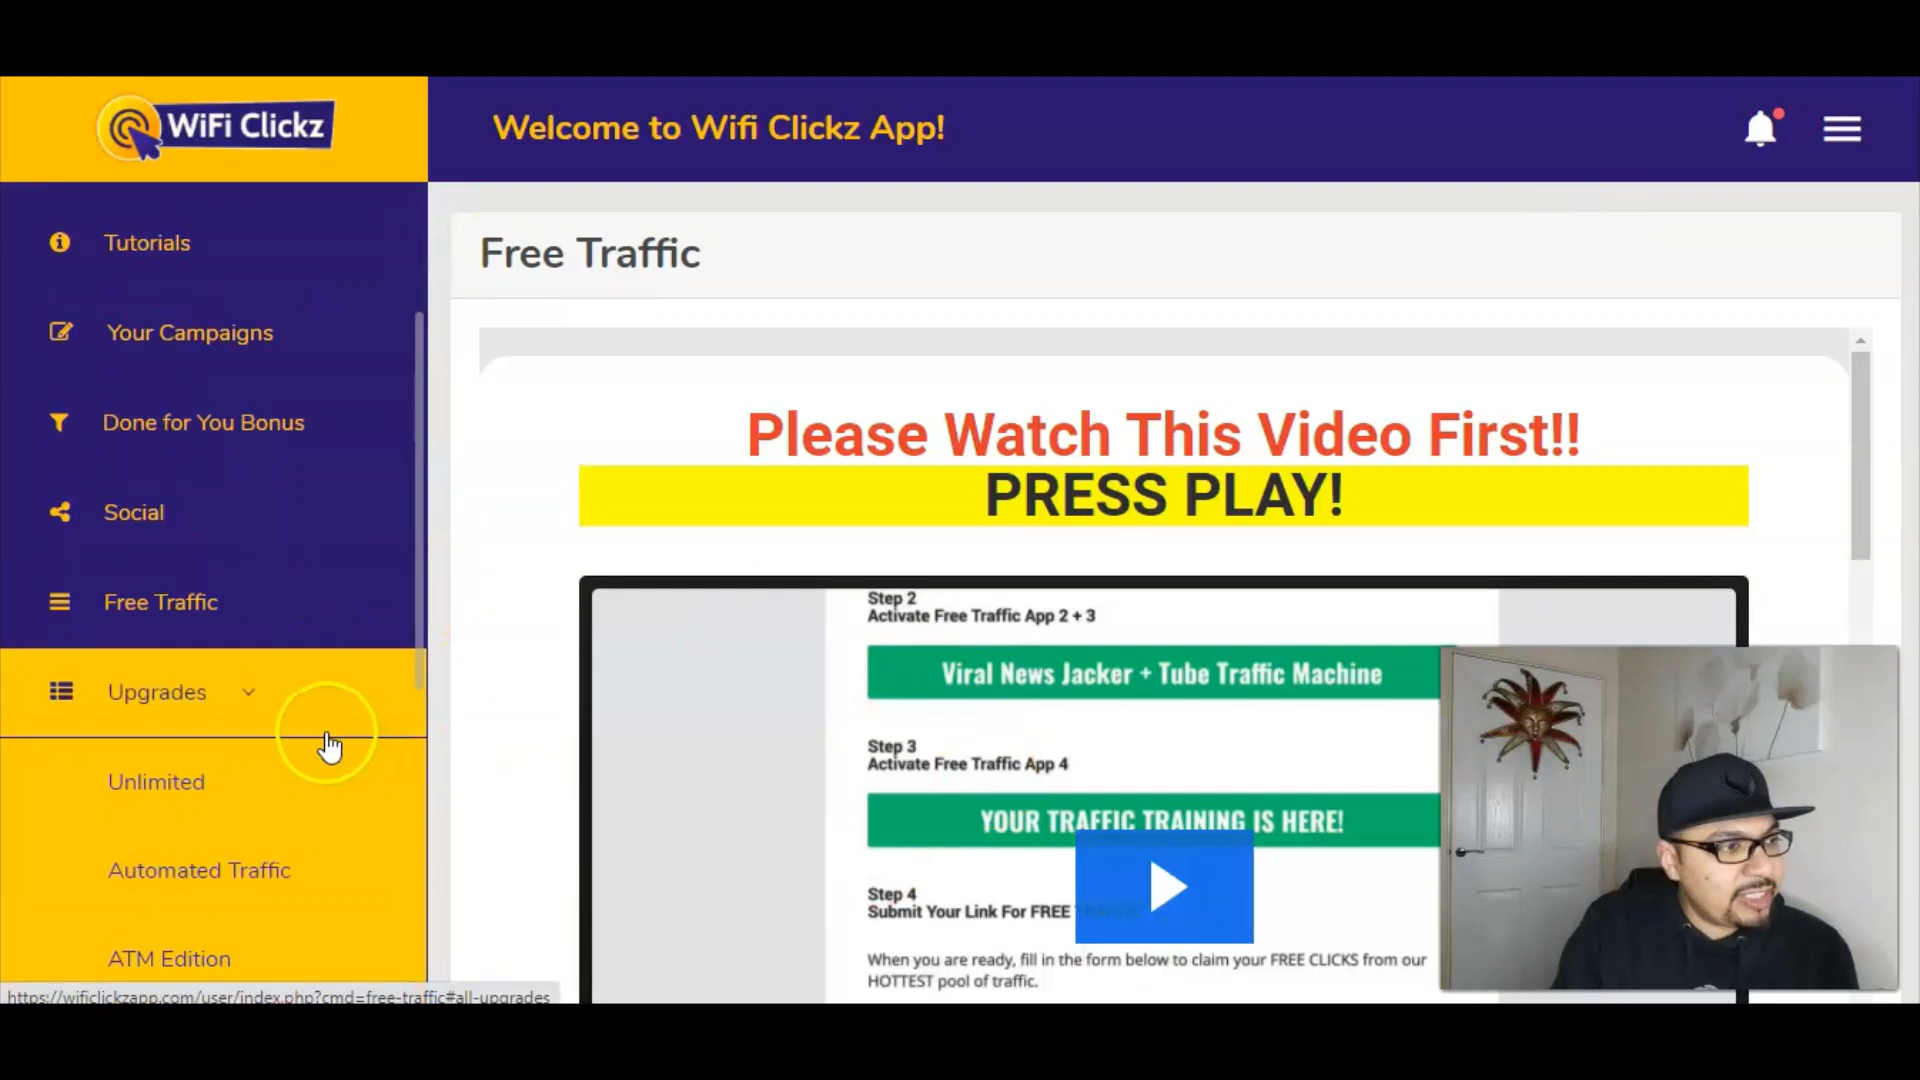 WiFi Clickz
Welcome to Wifi Clickz App!
Tutorials
Your Campaigns
Done for You Bonus
Social
Free Traffic
Upgrades
Unlimited
Automated Traffic
ATM Edition
https://wificlickzapp.com/user/index.php?cmd=free-traffic#all-upgrades
Free Traffic
Please Watch This Video First!!
PRESS PLAY!
Step 2
Activate Free Traffic App 2 + 3
Viral News Jacker + Tube Traffic Machine
Step 3
Activate Free Traffic App 4
YOUR TRAFFIC TRAINING IS HERE!
Step 4
Submit Your Link For FREE
When you are ready, fill in the form below to claim your FREE CLICKS from our
HOTTEST pool of traffic.